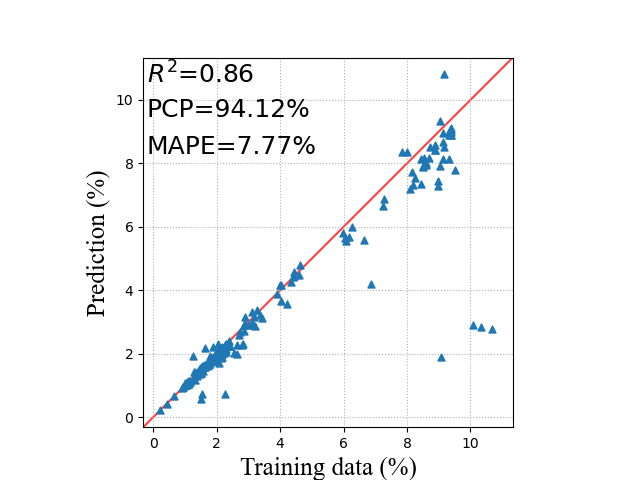 R²=0.86
PCP=94.12%
MAPE=7.77%
10
8
6
4
2
0
Prediction (%)
0 2 4 6 8 10
Training data (%)